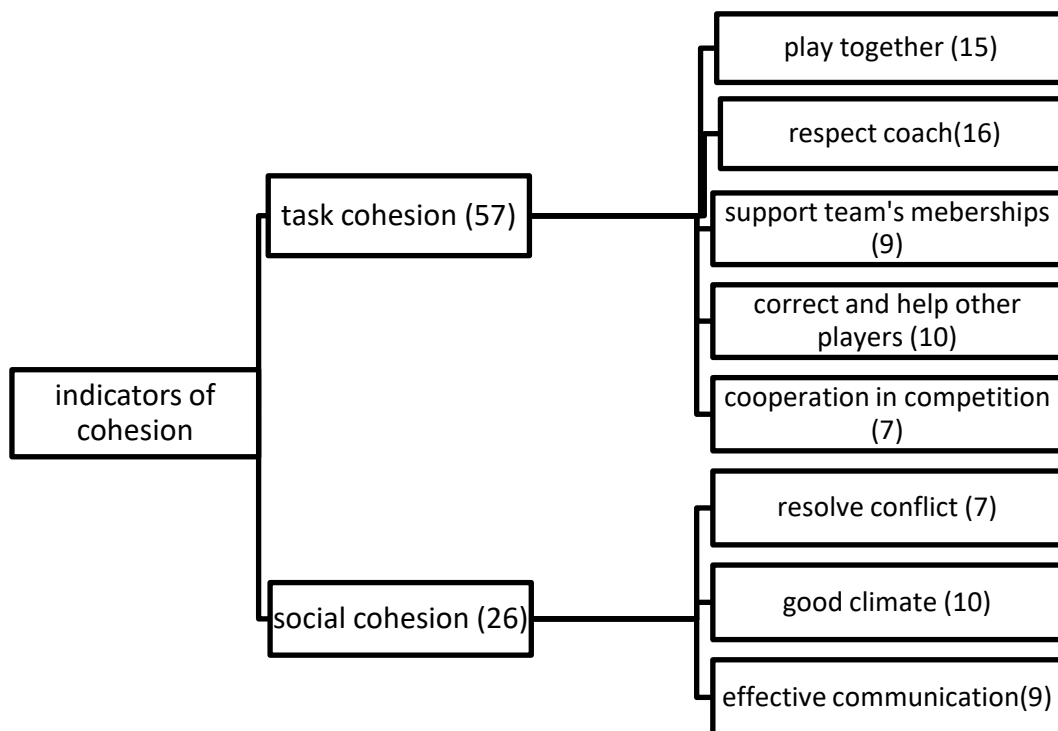 play together (15)
respect coach(16)
task cohesion (57)
support team's meberships
(9)
correct and help other
players (10)
cooperation in competition
(7)
indicators of
cohesion
resolve conflict (7)
good climate (10)
social cohesion (26)
effective communication(9)